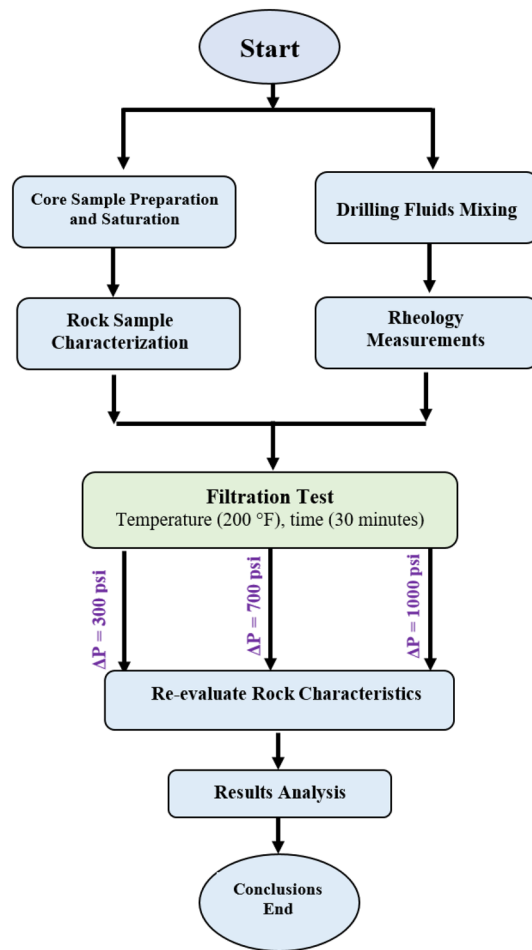 Start
Core Sample Preparation
and Saturation
Drilling Fluids Mixing
Rock Sample
Characterization
Rheology
Measurements
Filtration Test
Temperature (200 °F), time (30 minutes)
ΔP = 300 psi
ΔP = 700 psi
ΔP = 1000 psi
Re-evaluate Rock Characteristics
Results Analysis
Conclusions
End